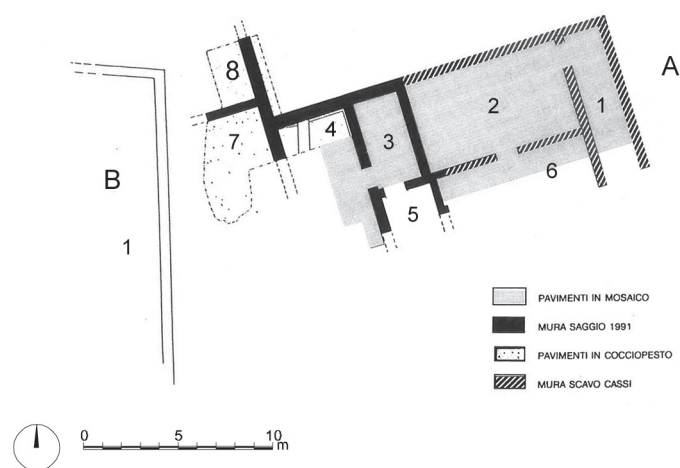 A
8
4
3
2
1
7
6
B
5
1
PAVIMENTI IN MOSAICO
MURA SAGGIO 1991
PAVIMENTI IN COCCIOPESTO
MURA SCAVO CASSI
0 5 10 m